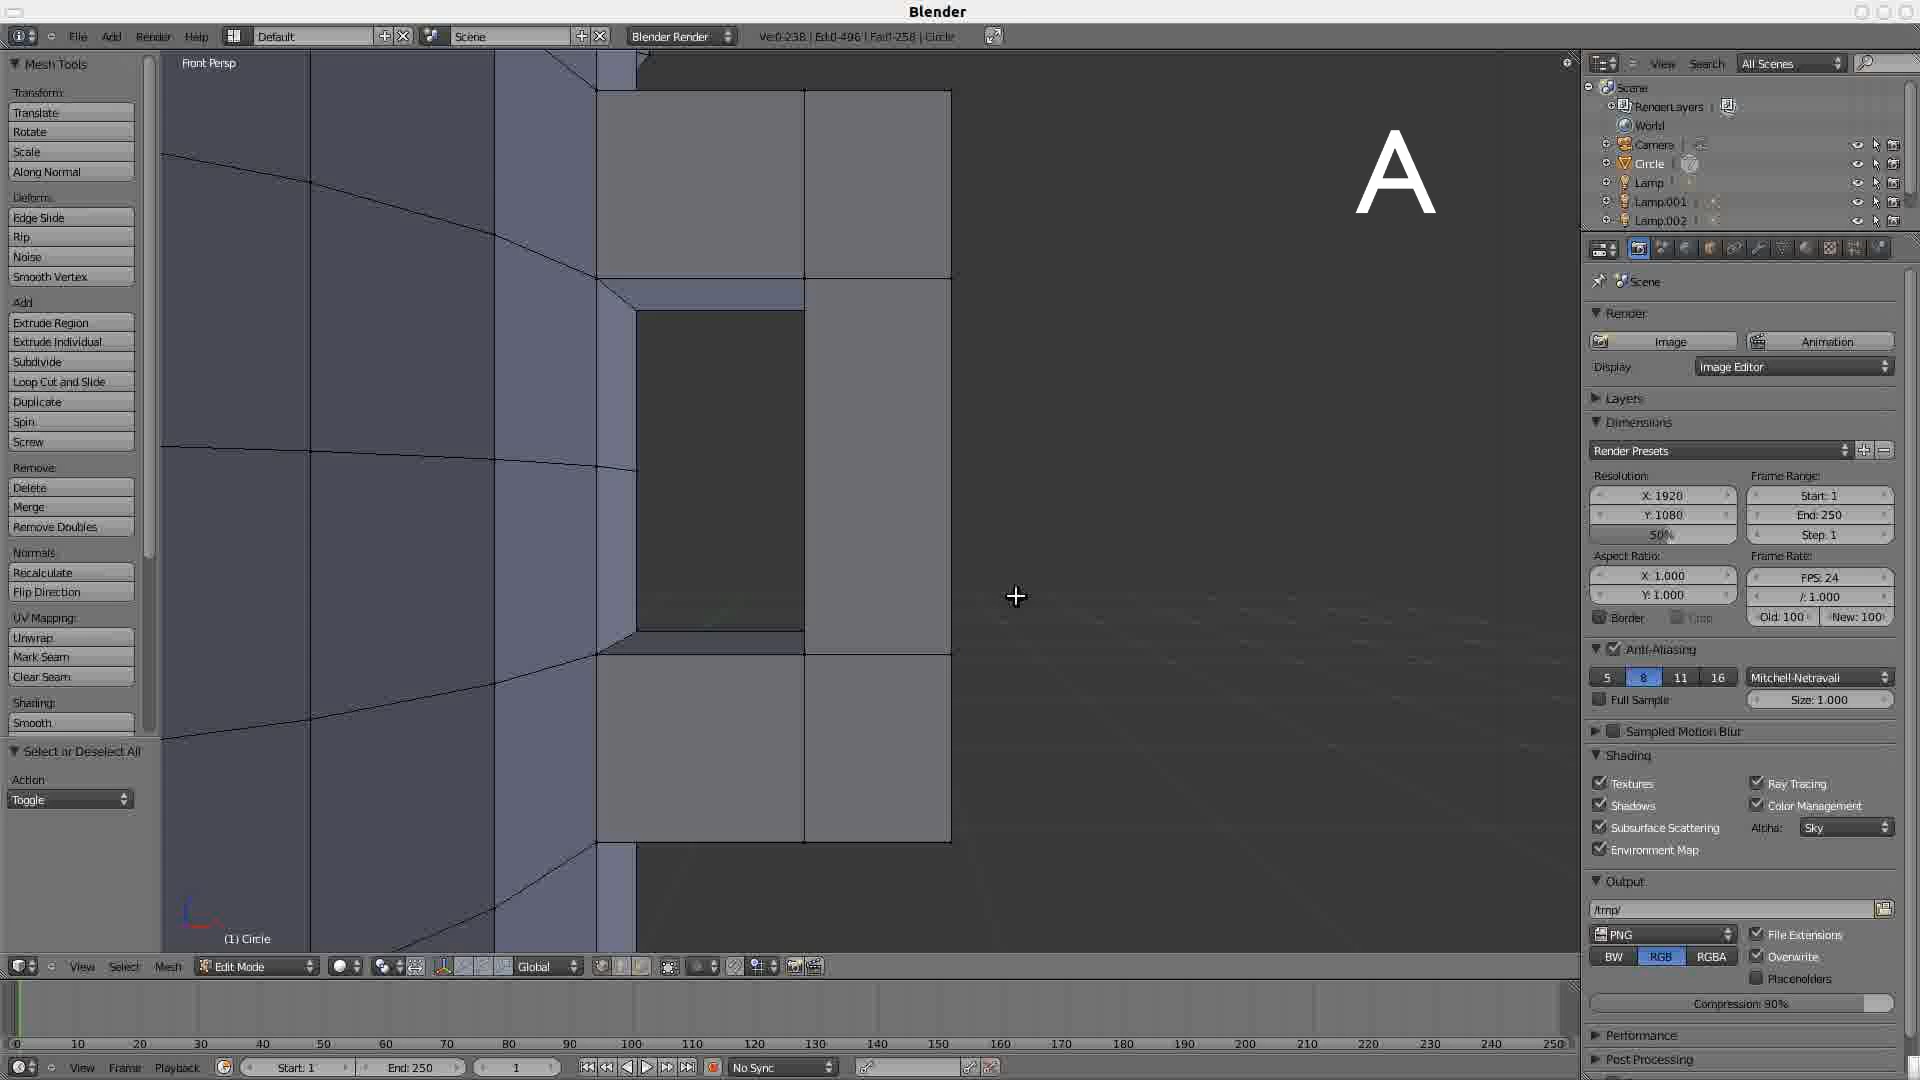 Blender
File Add Render Help Default Scene Blender Render Ve:0-238 | Ed:0-496 | Fa:0-258 | Circle
Mesh Tools
Transform:
Translate
Rotate
Scale
Along Normal
Deform:
Edge Slide
Rip
Noise
Smooth Vertex
Add
Extrude Region
Extrude Individual
Subdivide
Loop Cut and Slide
Duplicate
Spin
Screw
Remove:
Delete
Merge
Remove Doubles
Normals:
Recalculate
Flip Direction
UV Mapping:
Unwrap
Mark Seam
Clear Seam
Shading:
Smooth
Select or Deselect All
Action
Toggle
Front Persp
A
(1) Circle
View Select Mesh Edit Mode Global
0 10 20 30 40 50 60 70 80 90 100 110 120 130 140 150 160 170 180 190 200 210 220 230 240 250
View Frame Playback Start: 1 End: 250 1 No Sync
View Search All Scenes
Scene
RenderLayers
World
Camera
Circle
Lamp
Lamp.001
Lamp.002
Scene
Render
Image Animation
Display: Image Editor
Layers
Dimensions
Render Presets
Resolution: Frame Range:
X: 1920 Start: 1
Y: 1080 End: 250
50% Step: 1
Aspect Ratio: Frame Rate:
X: 1.000 FPS: 24
Y: 1.000 /: 1.000
Border Crop Old: 100 New: 100
Anti-Aliasing
5 8 11 16 Mitchell-Netravali
Full Sample Size: 1.000
Sampled Motion Blur
Shading
Textures Ray Tracing
Shadows Color Management
Subsurface Scattering Alpha: Sky
Environment Map
Output
/tmp/
PNG File Extensions
BW RGB RGBA Overwrite
Placeholders
Compression: 90%
Performance
Post Processing